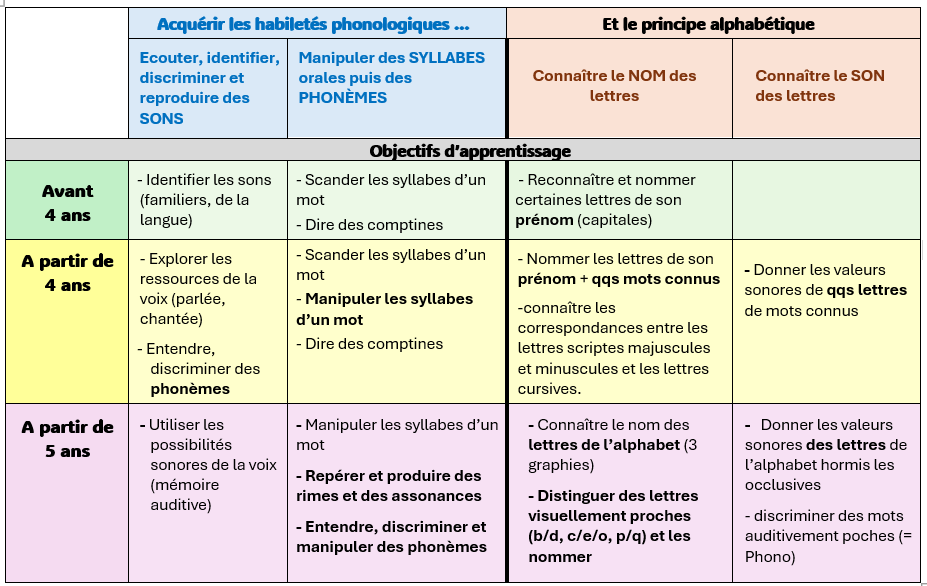 Acquérir les habiletés phonologiques ...
Et le principe alphabétique
Ecouter, identifier,
discriminer et
reproduire des
SONS
Manipuler des SYLLABES
orales puis des
PHONÈMES
Connaître le NOM des
lettres
Connaître le SON
des lettres
Objectifs d'apprentissage
Avant
4 ans
- Identifier les sons
(familiers, de la
langue)
- Scander les syllabes d'un
mot
- Dire des comptines
- Reconnaître et nommer
certaines lettres de son
prénom (capitales)
A partir de
4 ans
- Explorer les
ressources de la
voix (parlée,
chantée)
- Entendre,
discriminer des
phonèmes
- Scander les syllabes d'un
mot
- Manipuler les syllabes
d'un mot
- Dire des comptines
- Nommer les lettres de son
prénom + qqs mots connus
-connaître les
correspondances entre les
lettres scriptes majuscules
et minuscules et les lettres
cursives.
- Donner les valeurs
sonores de qqs lettres
de mots connus
A partir de
5 ans
- Utiliser les
possibilités
sonores de la voix
(mémoire
auditive)
- Manipuler les syllabes d'un
mot
- Repérer et produire des
rimes et des assonances
- Entendre, discriminer et
manipuler des phonèmes
- Connaître le nom des
lettres de l'alphabet (3
graphies)
- Distinguer des lettres
visuellement proches
(b/d, c/e/o, p/q) et les
nommer
- Donner les valeurs
sonores des lettres de
l'alphabet hormis les
occlusives
- discriminer des mots
auditivement poches (=
Phono)